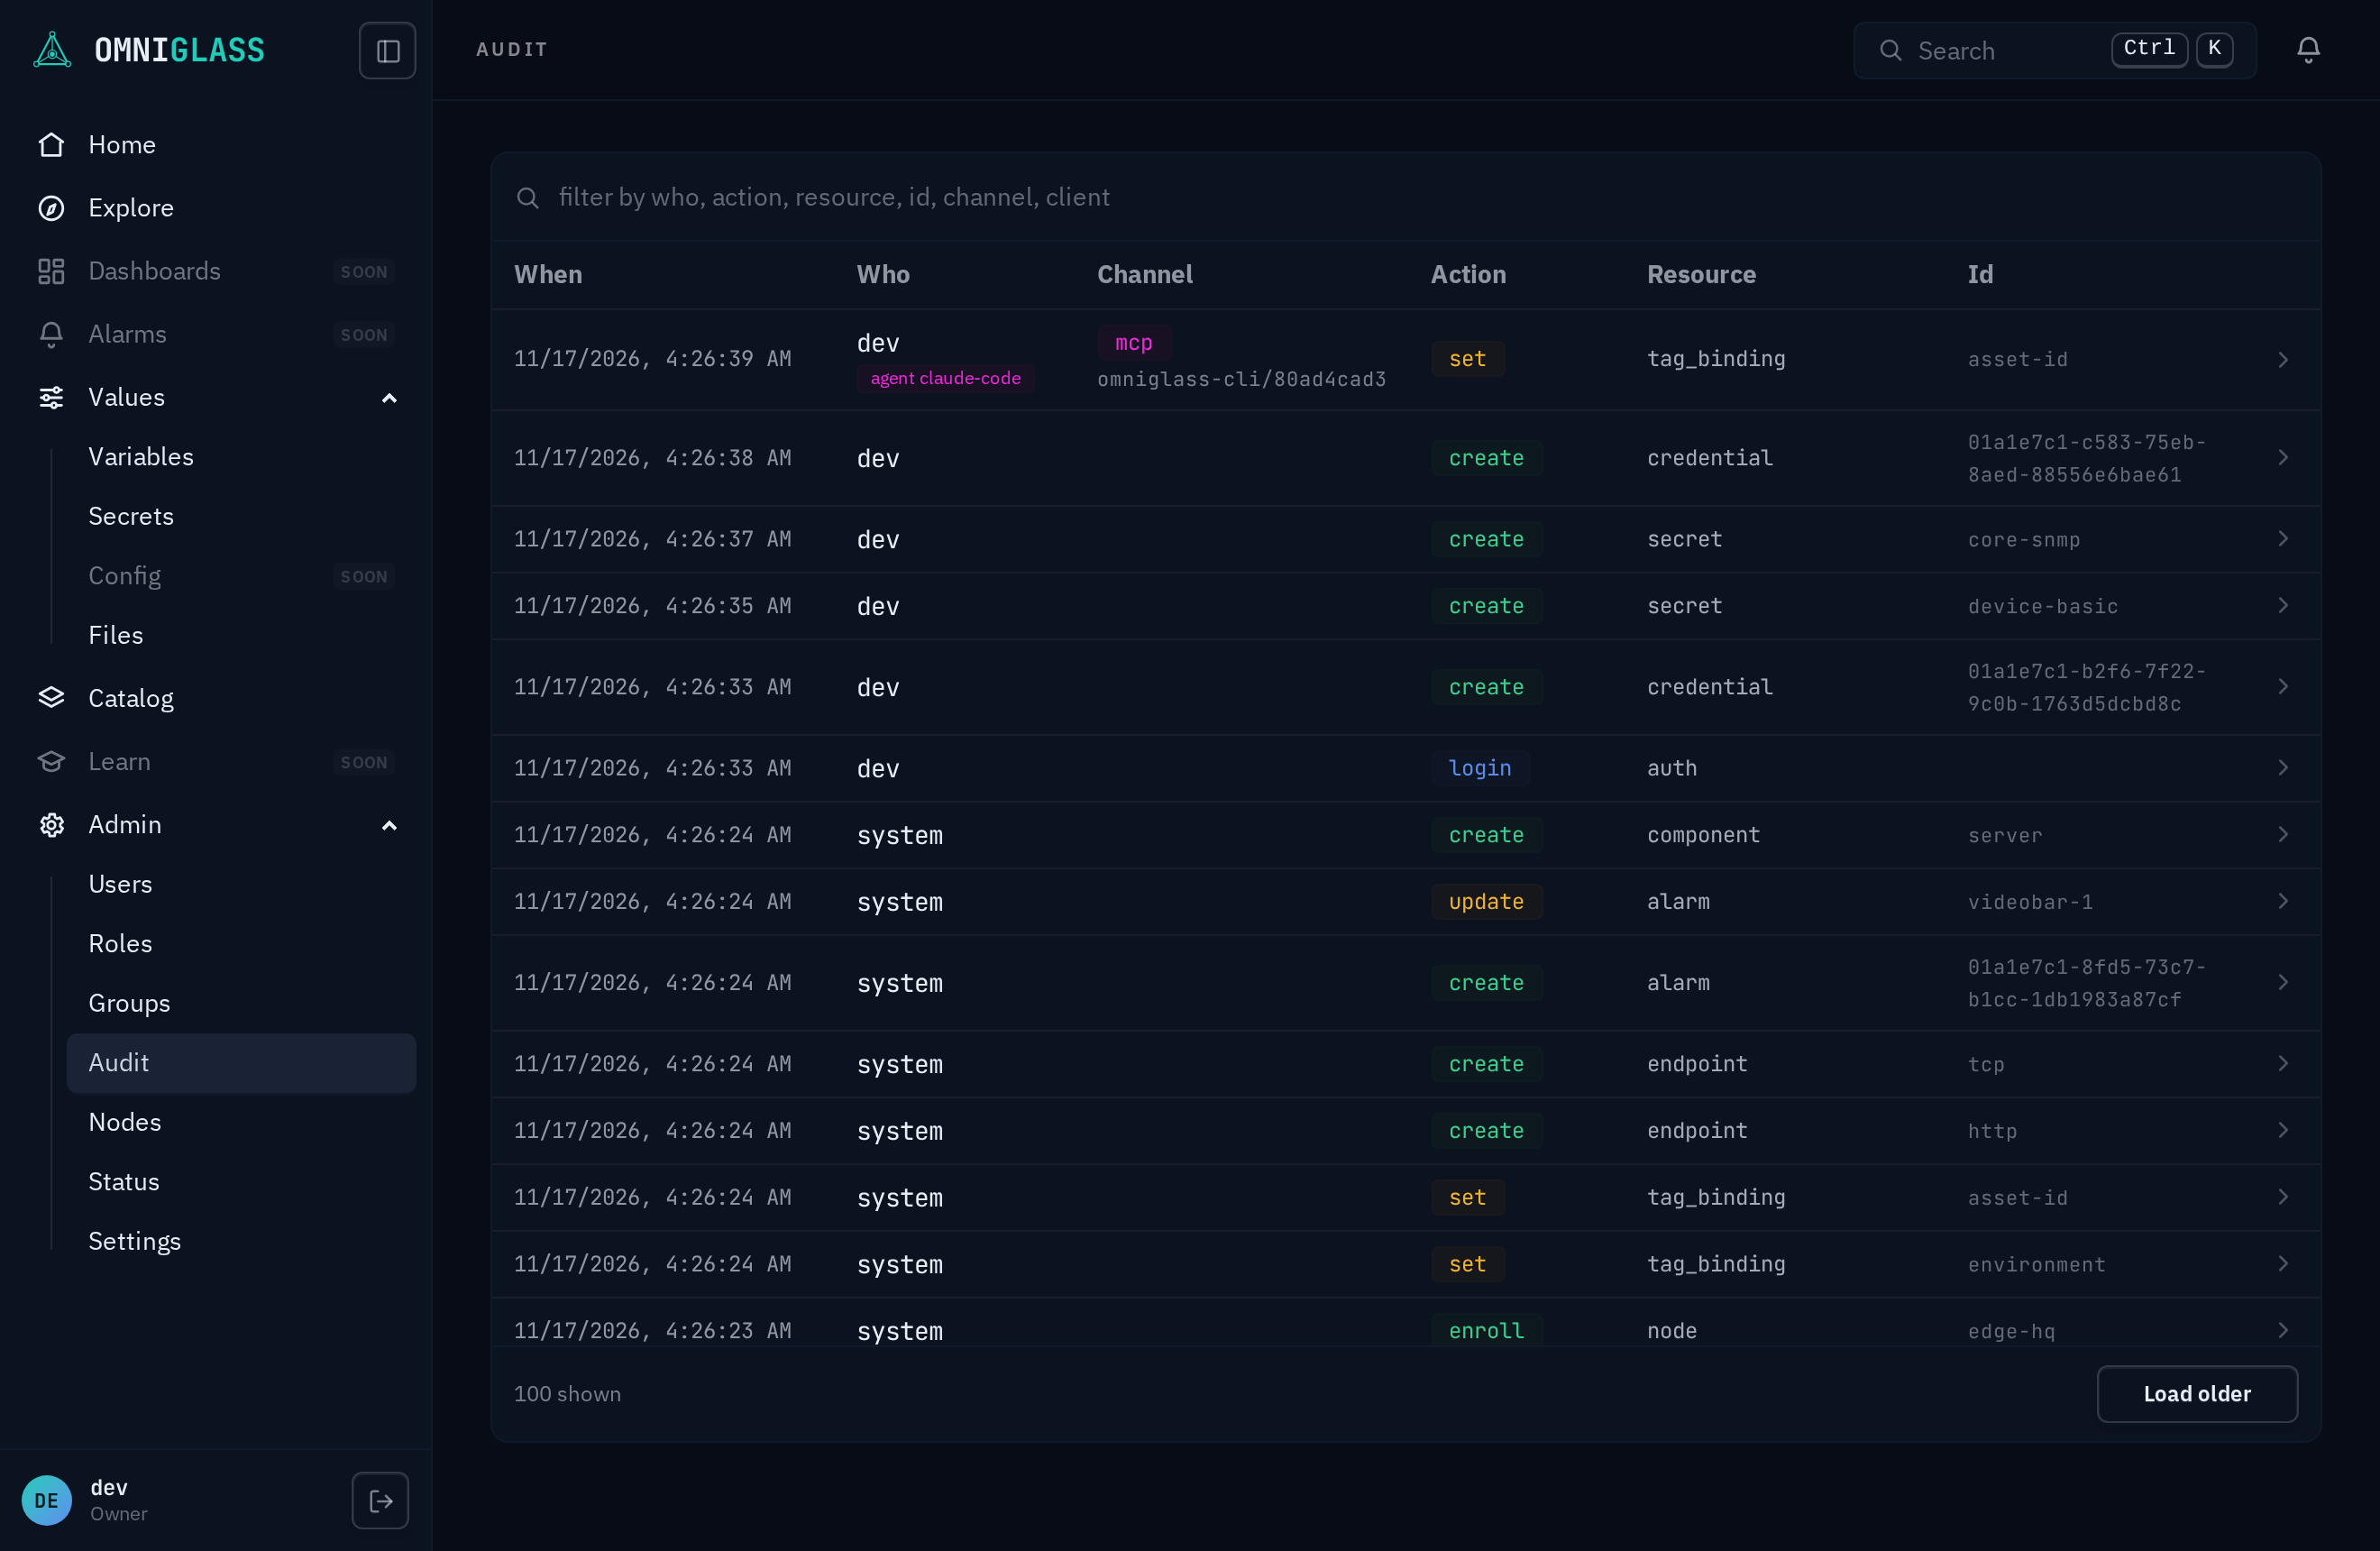 OMNIGLASS
AUDIT
Search Ctrl K
Home
Explore
Dashboards SOON
Alarms SOON
Values
Variables
Secrets
Config SOON
Files
Catalog
Learn SOON
Admin
Users
Roles
Groups
Audit
Nodes
Status
Settings
DE dev
Owner
filter by who, action, resource, id, channel, client
When Who Channel Action Resource Id
11/17/2026, 4:26:39 AM dev agent claude-code mcp omniglass-cli/80ad4cad3 set tag_binding asset-id
11/17/2026, 4:26:38 AM dev create credential 01a1e7c1-c583-75eb-
8aed-88556e6bae61
11/17/2026, 4:26:37 AM dev create secret core-snmp
11/17/2026, 4:26:35 AM dev create secret device-basic
11/17/2026, 4:26:33 AM dev create credential 01a1e7c1-b2f6-7f22-
9c0b-1763d5dcbd8c
11/17/2026, 4:26:33 AM dev login auth
11/17/2026, 4:26:24 AM system create component server
11/17/2026, 4:26:24 AM system update alarm videobar-1
11/17/2026, 4:26:24 AM system create alarm 01a1e7c1-8fd5-73c7-
b1cc-1db1983a87cf
11/17/2026, 4:26:24 AM system create endpoint tcp
11/17/2026, 4:26:24 AM system create endpoint http
11/17/2026, 4:26:24 AM system set tag_binding asset-id
11/17/2026, 4:26:24 AM system set tag_binding environment
11/17/2026, 4:26:23 AM system enroll node edge-hq
100 shown Load older